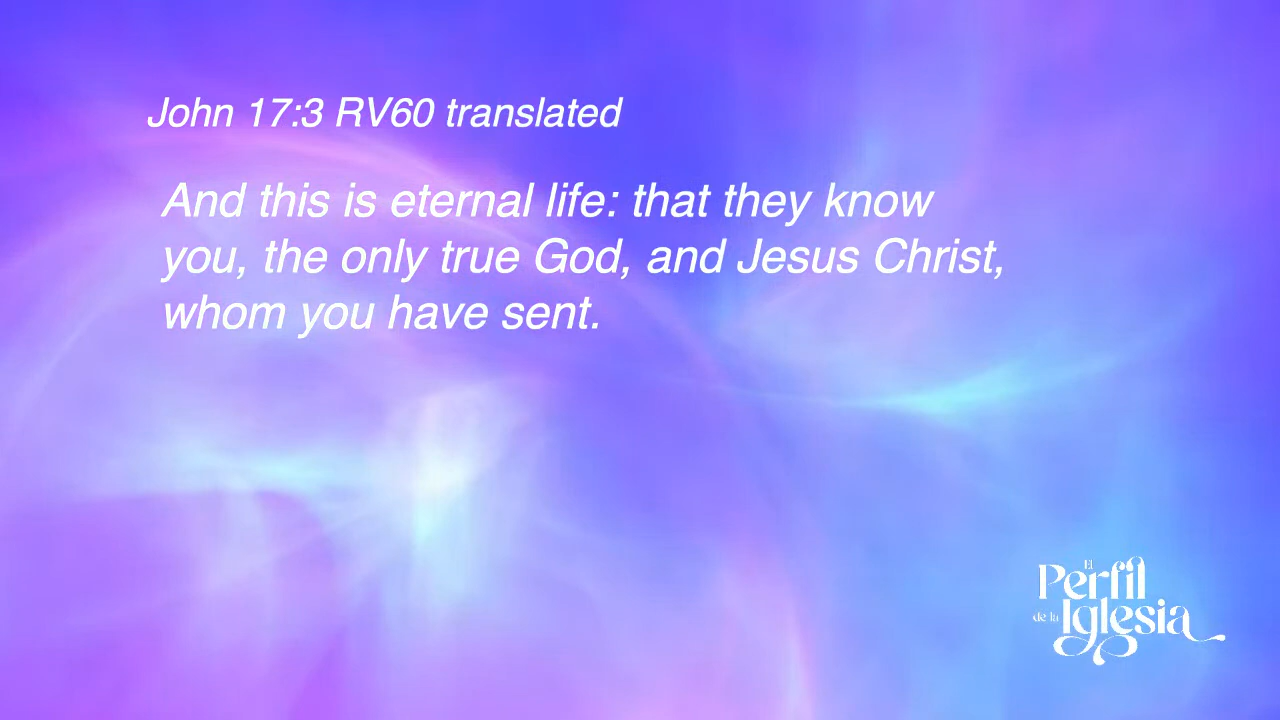 John 17:3 RV60 translated
And this is eternal life: that they know
you, the only true God, and Jesus Christ,
whom you have sent.
El
Perfil
de la Iglesia